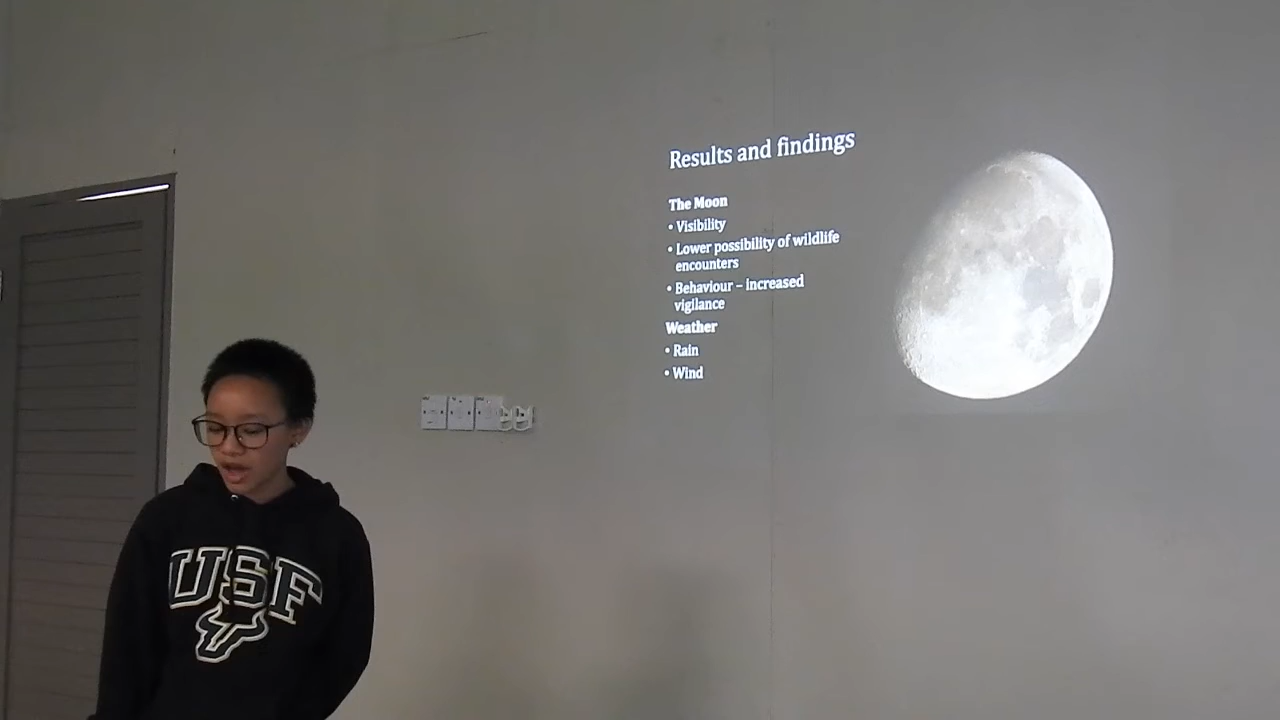 Results and findings
The Moon
• Visibility
• Lower possibility of wildlife
encounters
• Behaviour – increased
vigilance
Weather
• Rain
• Wind
USF